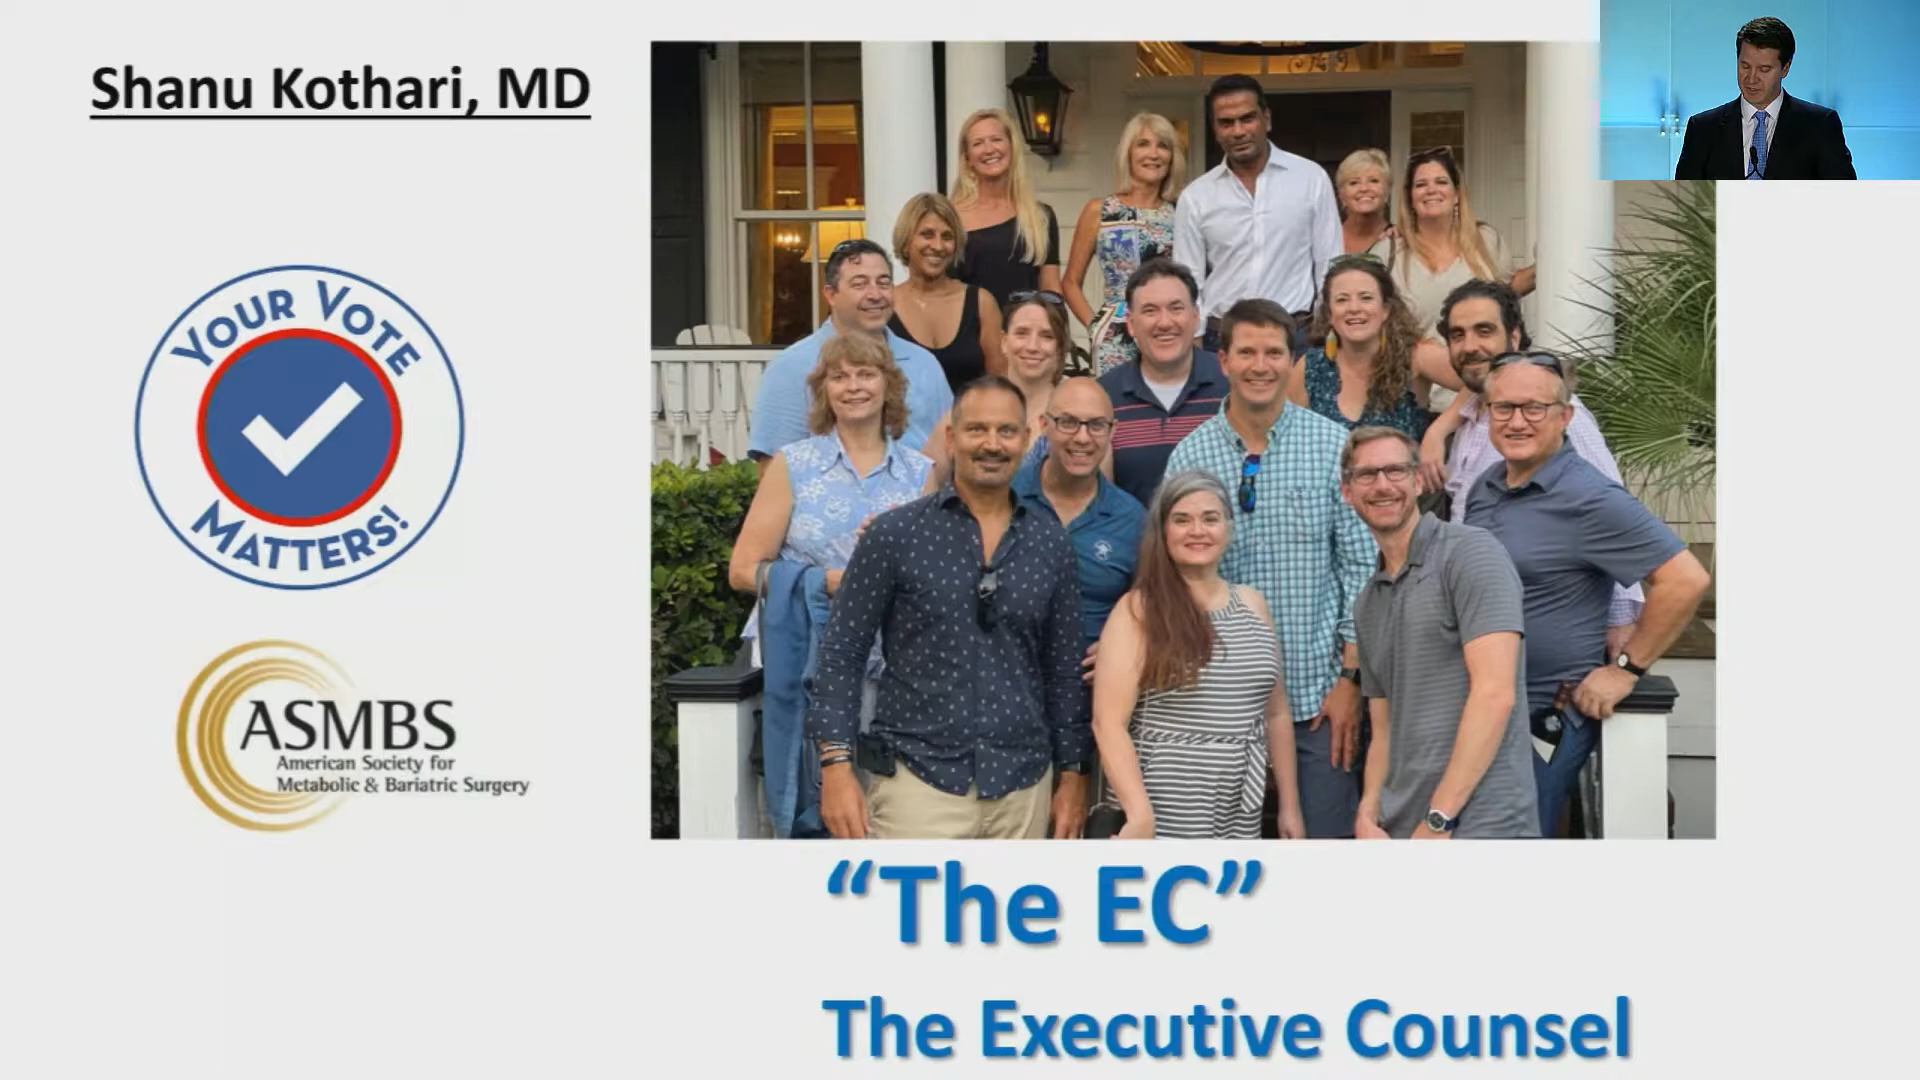 Shanu Kothari, MD
YOUR VOTE
MATTERS!
ASMBS
American Society for
Metabolic & Bariatric Surgery
“The EC”
The Executive Counsel